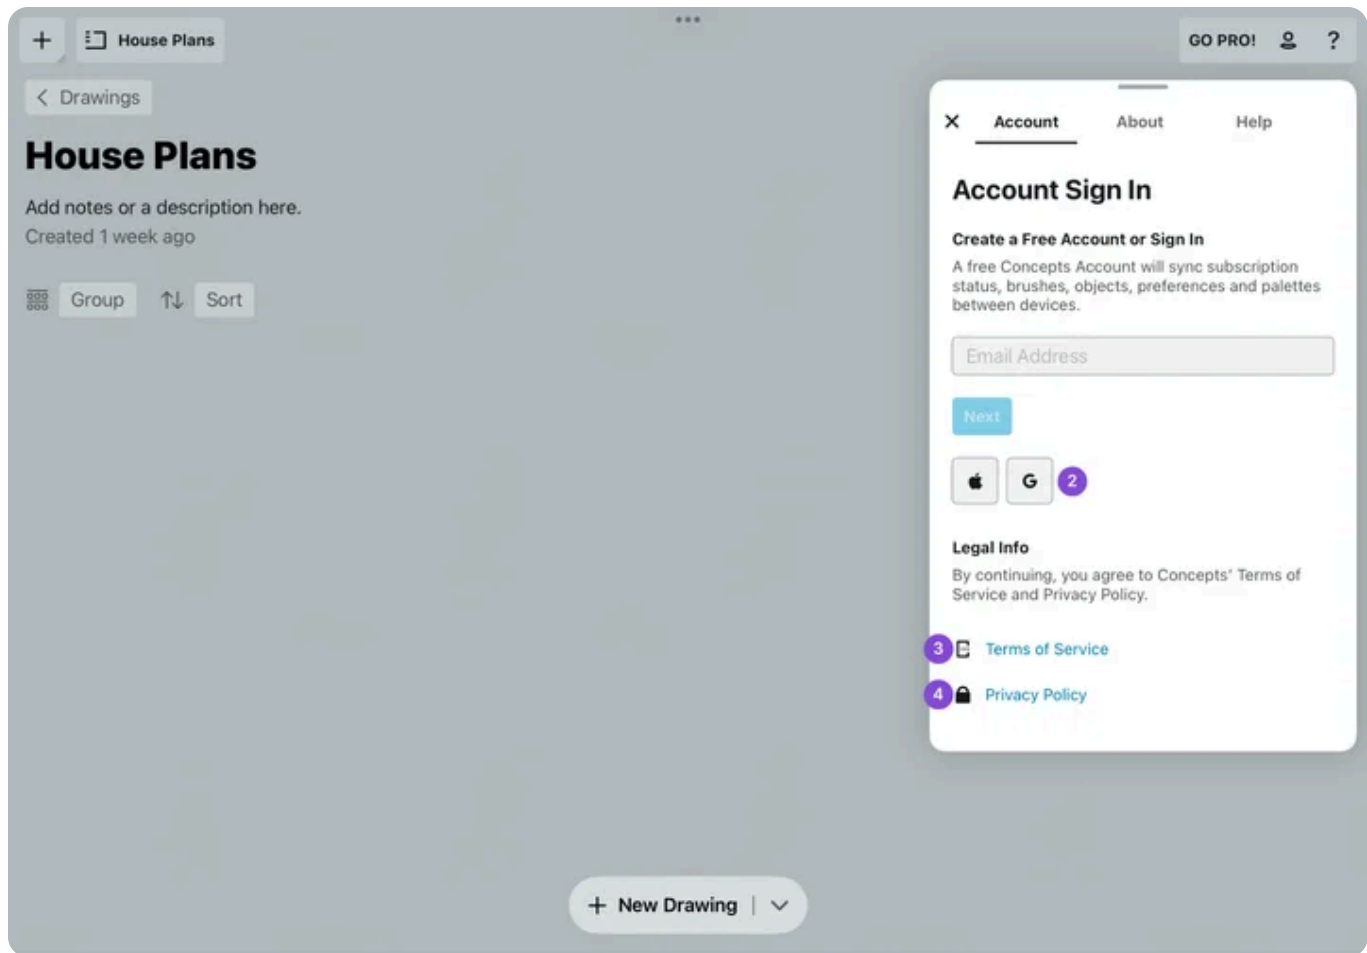 House Plans
GO PRO!
?
Drawings
House Plans
Add notes or a description here.
Created 1 week ago
Group
Sort
Account
About
Help
Account Sign In
Create a Free Account or Sign In
A free Concepts Account will sync subscription
status, brushes, objects, preferences and palettes
between devices.
Email Address
Next
G
2
Legal Info
By continuing, you agree to Concepts' Terms of
Service and Privacy Policy.
3
Terms of Service
4
Privacy Policy
New Drawing